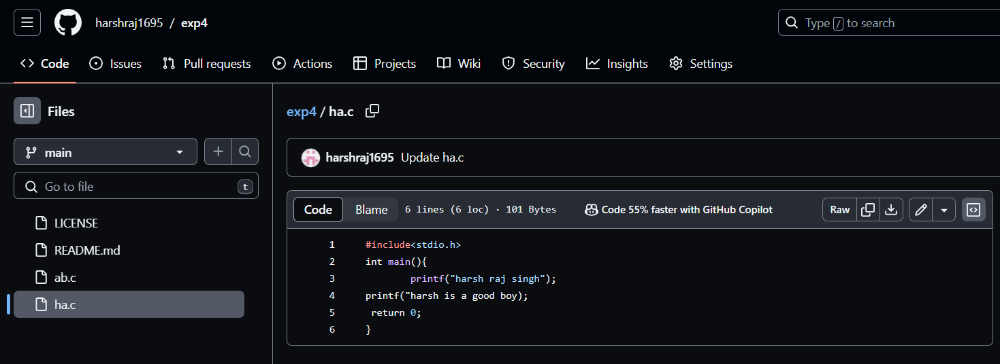 harshraj1695 / exp4
Type / to search
Code Issues Pull requests Actions Projects Wiki Security Insights Settings
Files
main
Go to file t
LICENSE
README.md
ab.c
ha.c
exp4 / ha.c
harshraj1695 Update ha.c
Code Blame 6 lines (6 loc) · 101 Bytes Code 55% faster with GitHub Copilot Raw
1 #include<stdio.h>
2 int main(){
3 printf("harsh raj singh");
4 printf("harsh is a good boy);
5 return 0;
6 }